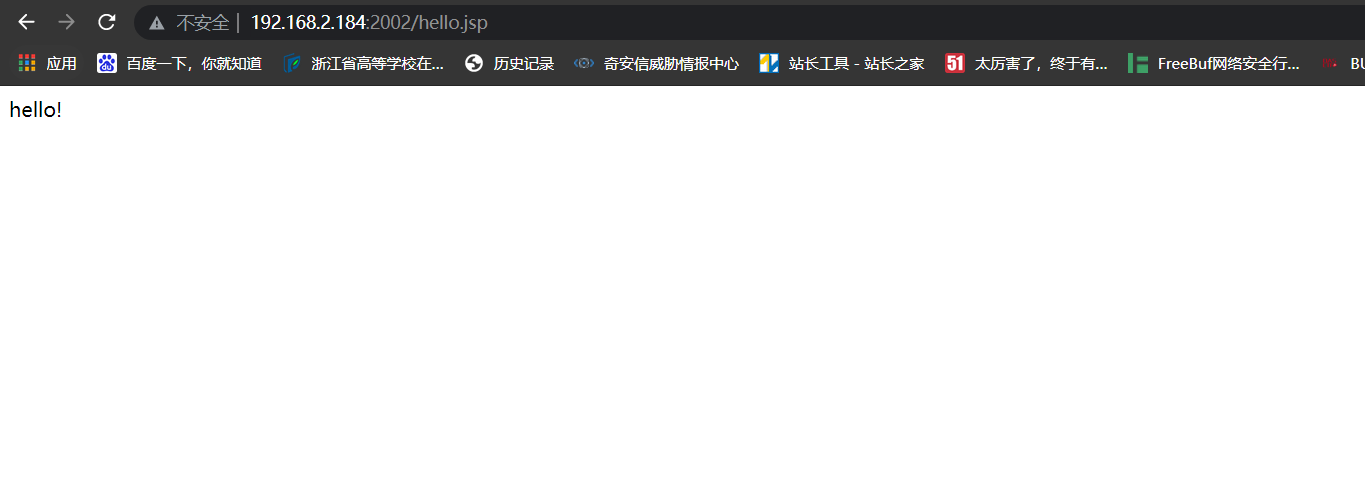 不安全 | 192.168.2.184:2002/hello.jsp
应用 百度一下，你就知道 浙江省高等学校在... 历史记录 奇安信威胁情报中心 站长工具 - 站长之家 51 太厉害了，终于有... FreeBuf网络安全行... BU
hello!